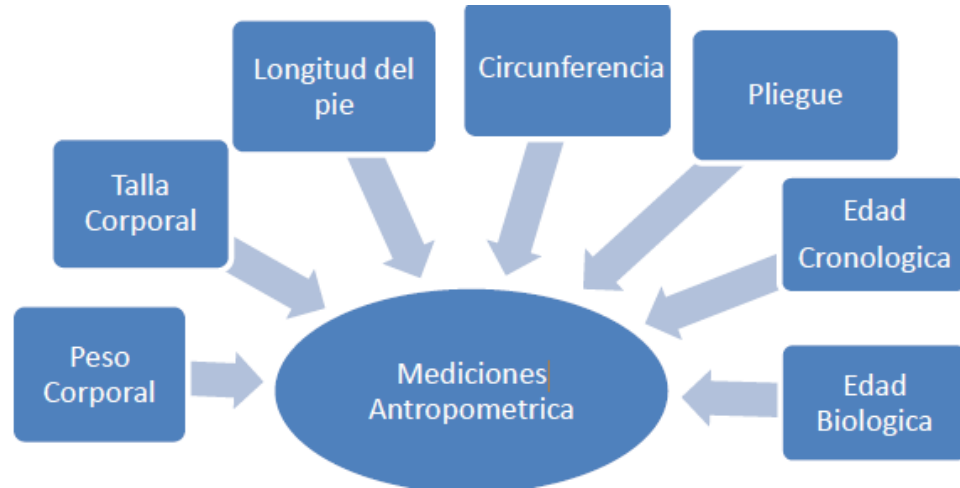 Longitud del
pie
Circunferencia
Pliegue
Talla
Corporal
Edad
Cronologica
Peso
Corporal
Mediciones
Antropometrica
Edad
Biologica